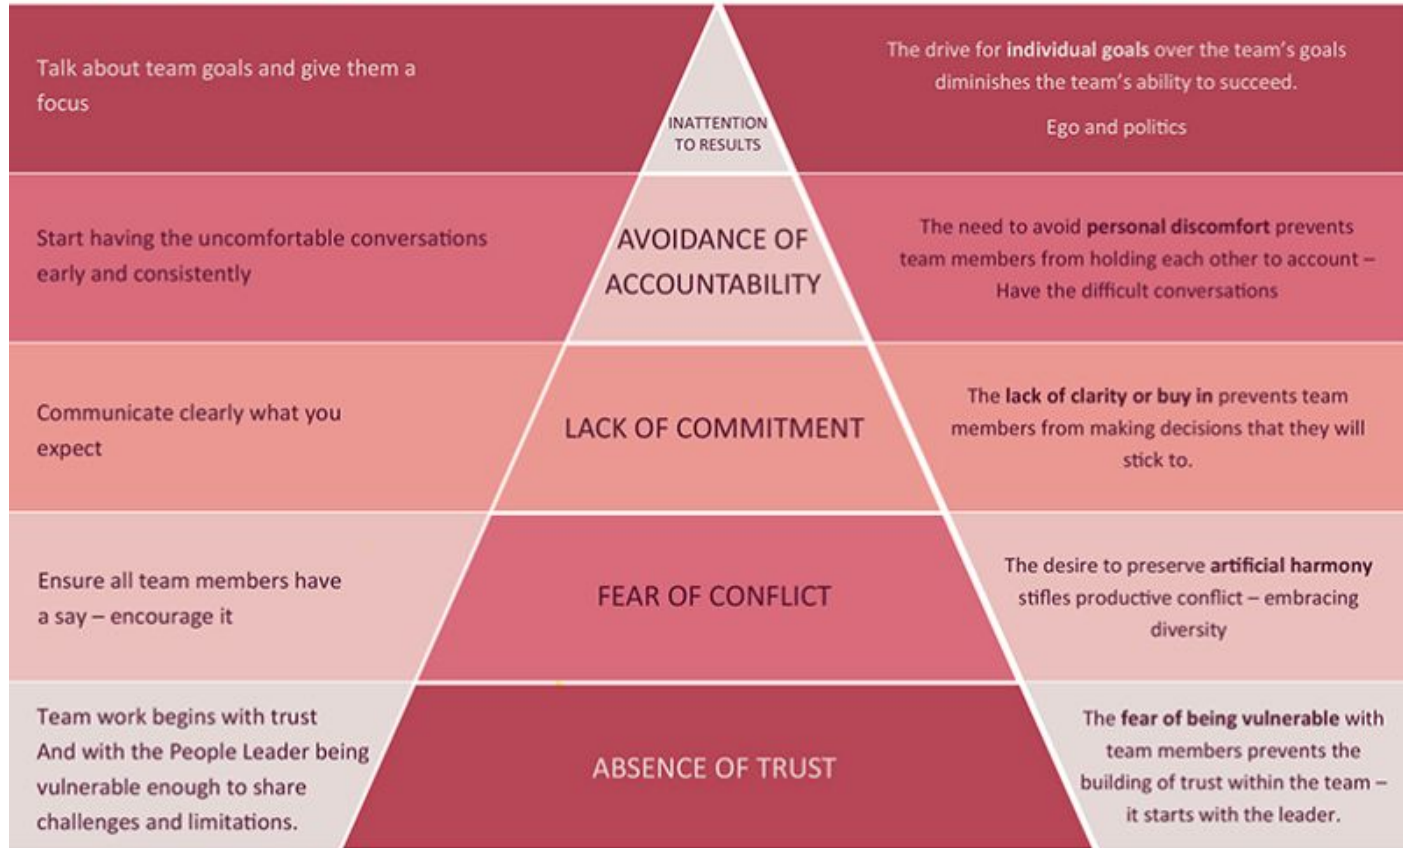 Talk about team goals and give them a
focus
INATTENTION
TO RESULTS
The drive for individual goals over the team's goals
diminishes the team's ability to succeed.
Ego and politics
Start having the uncomfortable conversations
early and consistently
AVOIDANCE OF
ACCOUNTABILITY
The need to avoid personal discomfort prevents
team members from holding each other to account –
Have the difficult conversations
Communicate clearly what you
expect
LACK OF COMMITMENT
The lack of clarity or buy in prevents team
members from making decisions that they will
stick to.
Ensure all team members have
a say – encourage it
FEAR OF CONFLICT
The desire to preserve artificial harmony
stifles productive conflict – embracing
diversity
Team work begins with trust
And with the People Leader being
vulnerable enough to share
challenges and limitations.
ABSENCE OF TRUST
The fear of being vulnerable with
team members prevents the
building of trust within the team –
it starts with the leader.